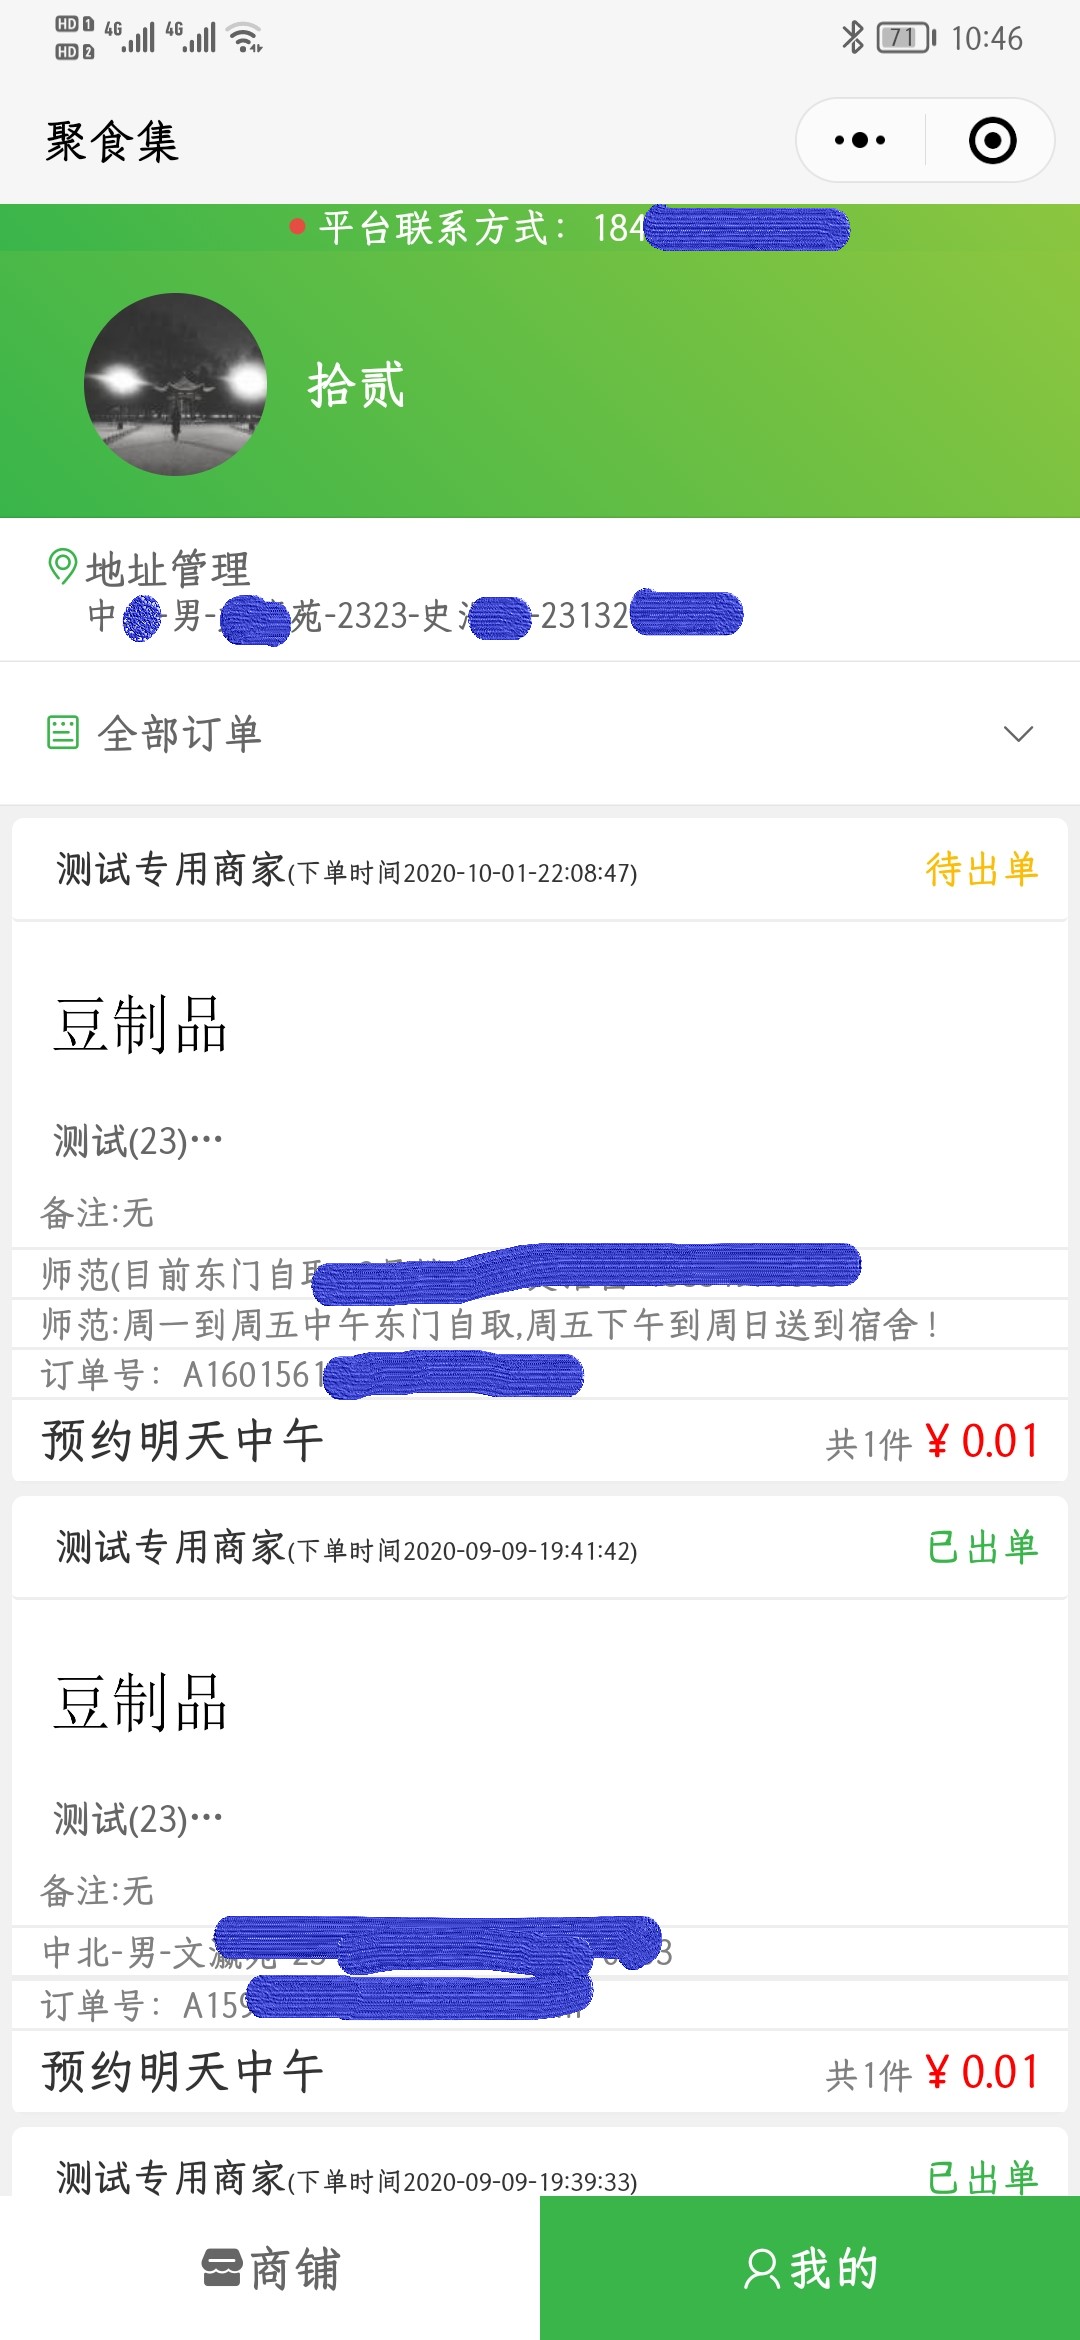 HD 1 4G 4G 71 10:46
HD 2
聚食集
平台联系方式：184
拾贰
地址管理
中 -男- 苑-2323-史 -23132
全部订单
测试专用商家(下单时间2020-10-01-22:08:47) 待出单
豆制品
测试(23)···
备注:无
师范(目前东门自取
师范:周一到周五中午东门自取,周五下午到周日送到宿舍！
订单号：A1601561
预约明天中午 共1件 ¥ 0.01
测试专用商家(下单时间2020-09-09-19:41:42) 已出单
豆制品
测试(23)···
备注:无
中北-男-文瀛苑-23 3
订单号：A159
预约明天中午 共1件 ¥ 0.01
测试专用商家(下单时间2020-09-09-19:39:33) 已出单
商铺 我的